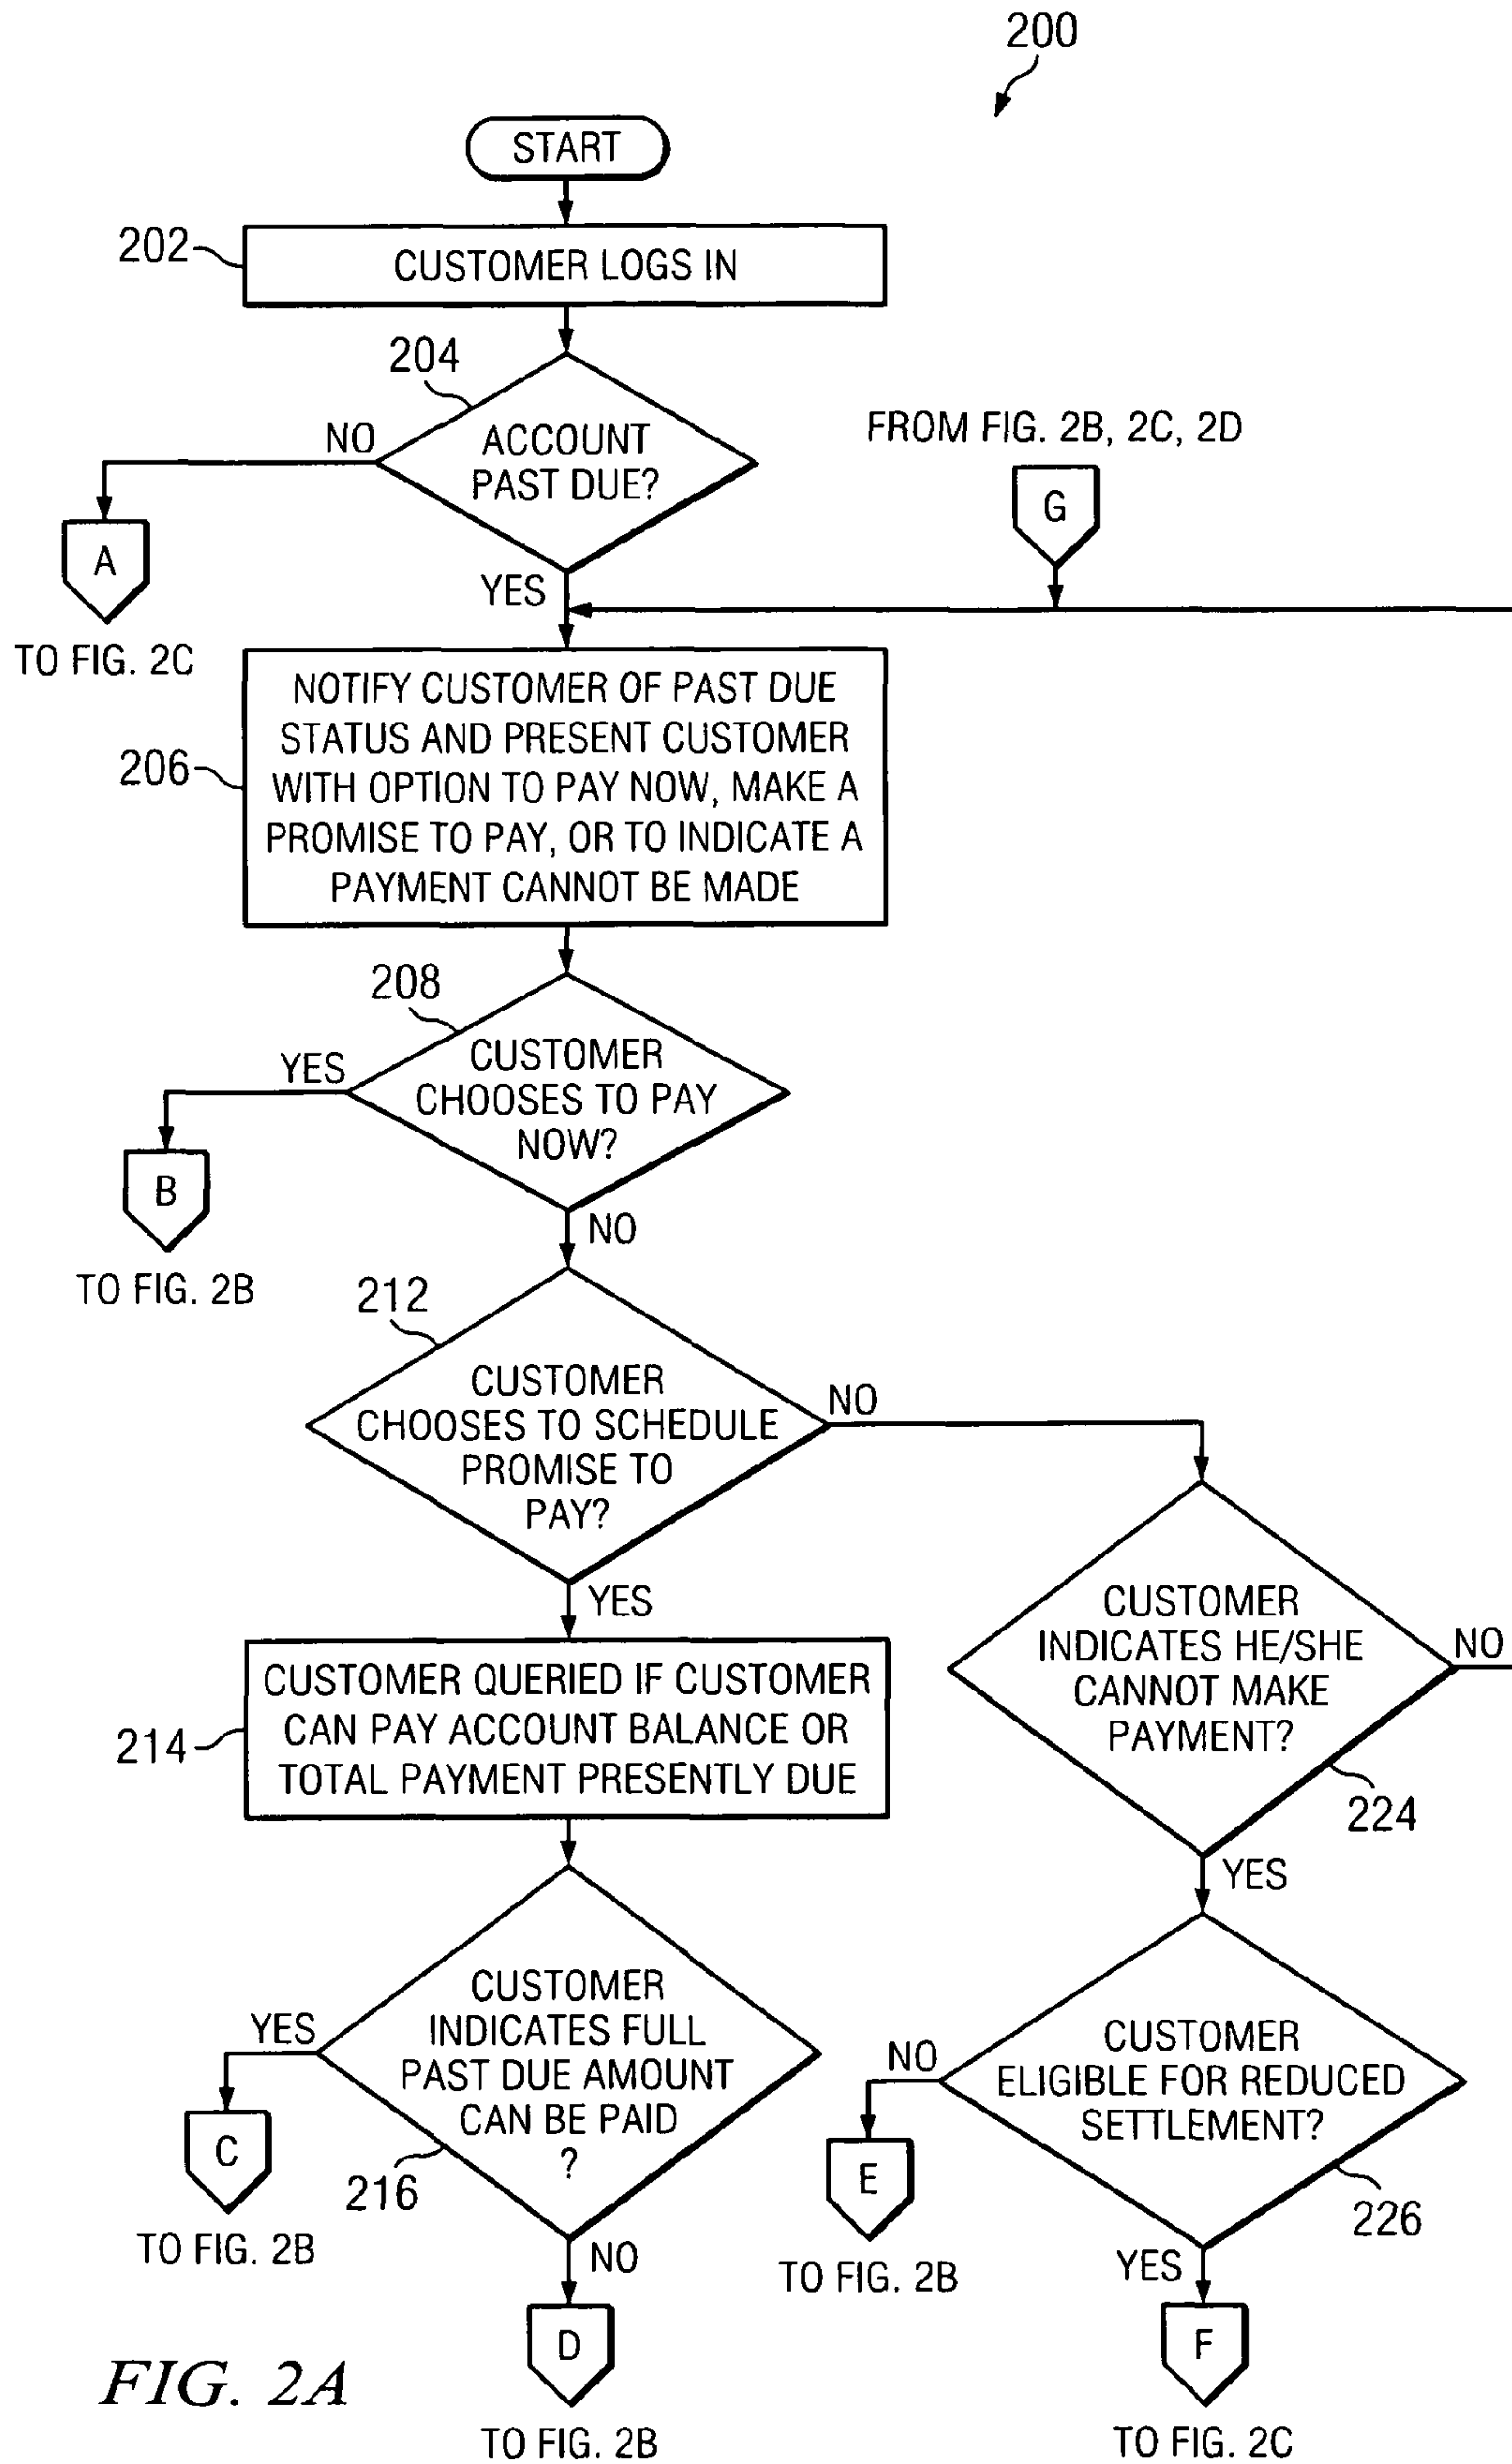 200
START
202
CUSTOMER LOGS IN
204
NO
ACCOUNT
PAST DUE?
FROM FIG. 2B, 2C, 2D
G
A
YES
TO FIG. 2C
206
NOTIFY CUSTOMER OF PAST DUE
STATUS AND PRESENT CUSTOMER
WITH OPTION TO PAY NOW, MAKE A
PROMISE TO PAY, OR TO INDICATE A
PAYMENT CANNOT BE MADE
208
YES
CUSTOMER
CHOOSES TO PAY
NOW?
B
NO
TO FIG. 2B
212
CUSTOMER
CHOOSES TO SCHEDULE
PROMISE TO
PAY?
NO
YES
CUSTOMER
INDICATES HE/SHE
CANNOT MAKE
PAYMENT?
NO
224
214
CUSTOMER QUERIED IF CUSTOMER
CAN PAY ACCOUNT BALANCE OR
TOTAL PAYMENT PRESENTLY DUE
YES
CUSTOMER
INDICATES FULL
PAST DUE AMOUNT
CAN BE PAID
?
YES
216
C
TO FIG. 2B
NO
CUSTOMER
ELIGIBLE FOR REDUCED
SETTLEMENT?
NO
226
E
TO FIG. 2B
YES
D
TO FIG. 2B
F
TO FIG. 2C
FIG. 2A